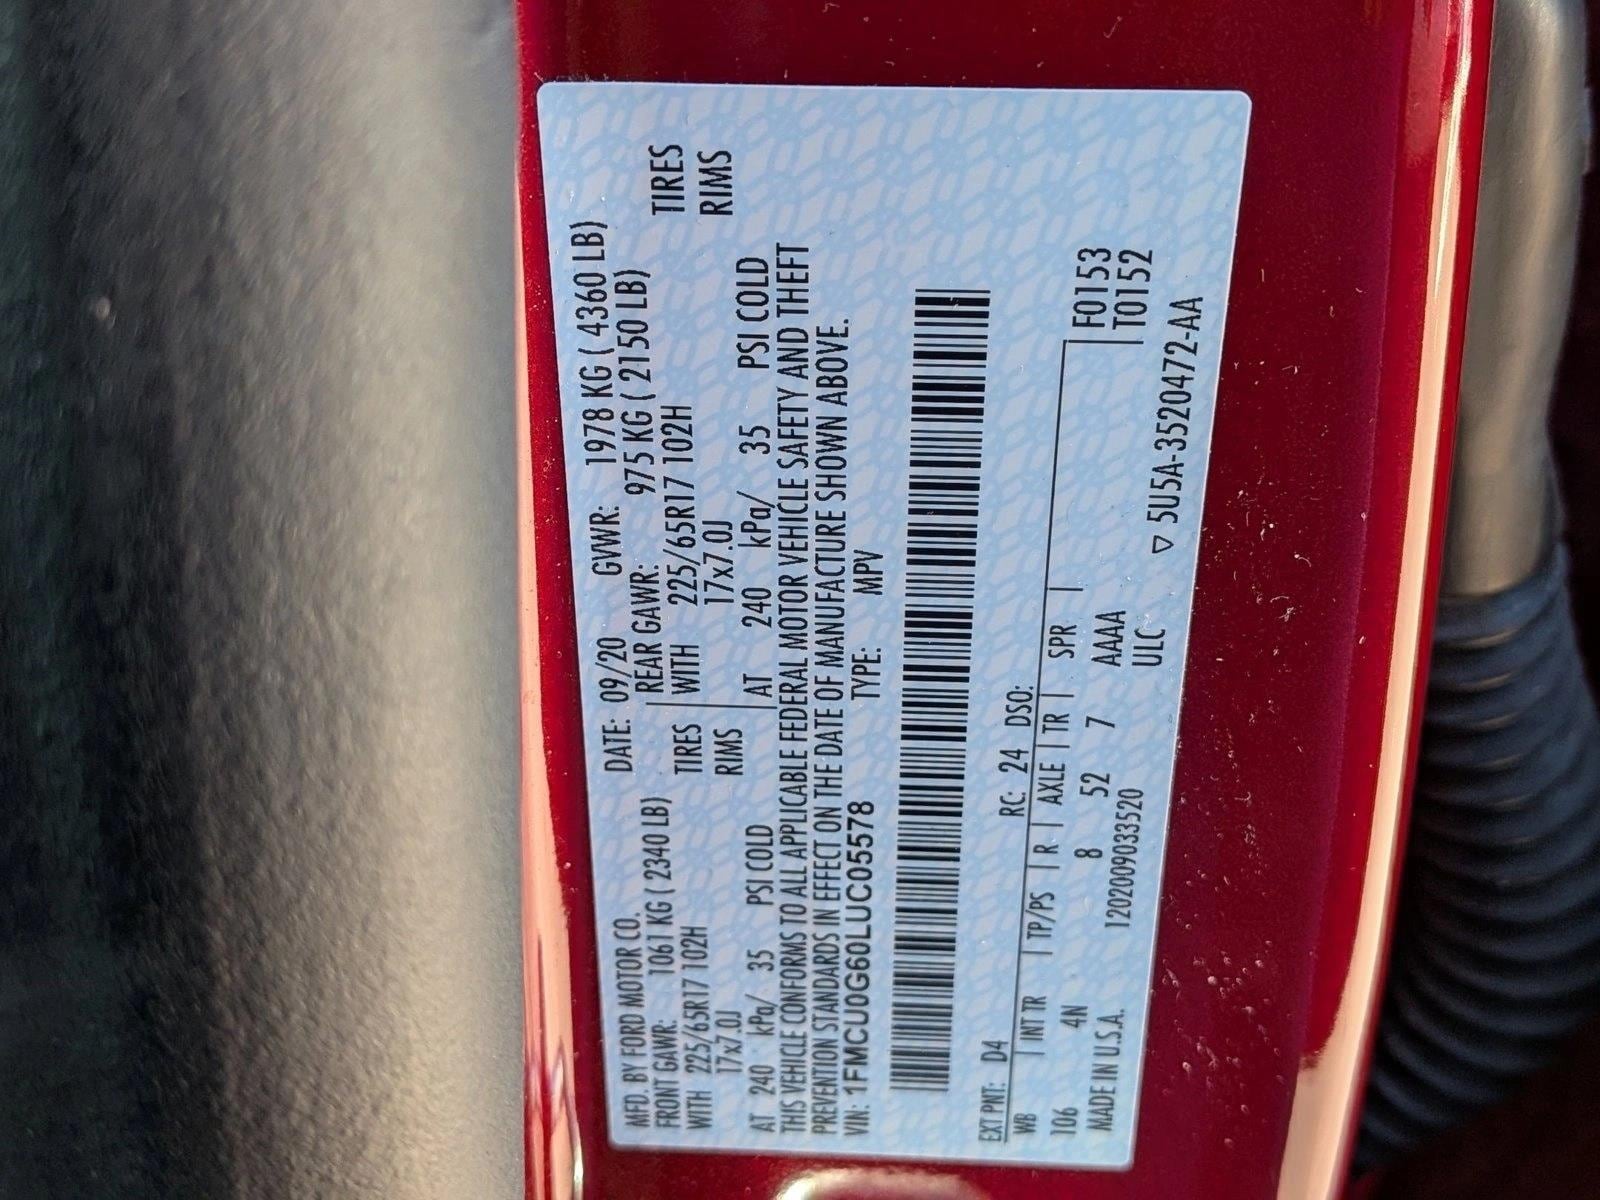 MFD. BY FORD MOTOR CO. DATE: 09/20 GVWR: 1978 KG ( 4360 LB)
FRONT GAWR: 1061 KG ( 2340 LB) REAR GAWR: 975 KG ( 2150 LB)
WITH 225/65R17 102H TIRES WITH 225/65R17 102H TIRES
17x7.0J RIMS 17x7.0J RIMS
AT 240 kPa/ 35 PSI COLD AT 240 kPa/ 35 PSI COLD
THIS VEHICLE CONFORMS TO ALL APPLICABLE FEDERAL MOTOR VEHICLE SAFETY AND THEFT
PREVENTION STANDARDS IN EFFECT ON THE DATE OF MANUFACTURE SHOWN ABOVE.
VIN: 1FMCU0G60LUC05578 TYPE: MPV
EXT PNT: D4 RC: 24 DSO:
WB | INT TR | TP/PS | R | AXLE | TR | SPR | F0153
106 4N 8 52 7 AAAA T0152
MADE IN U.S.A. 120200903352​0 ULC ▽ 5U5A-3520472-AA